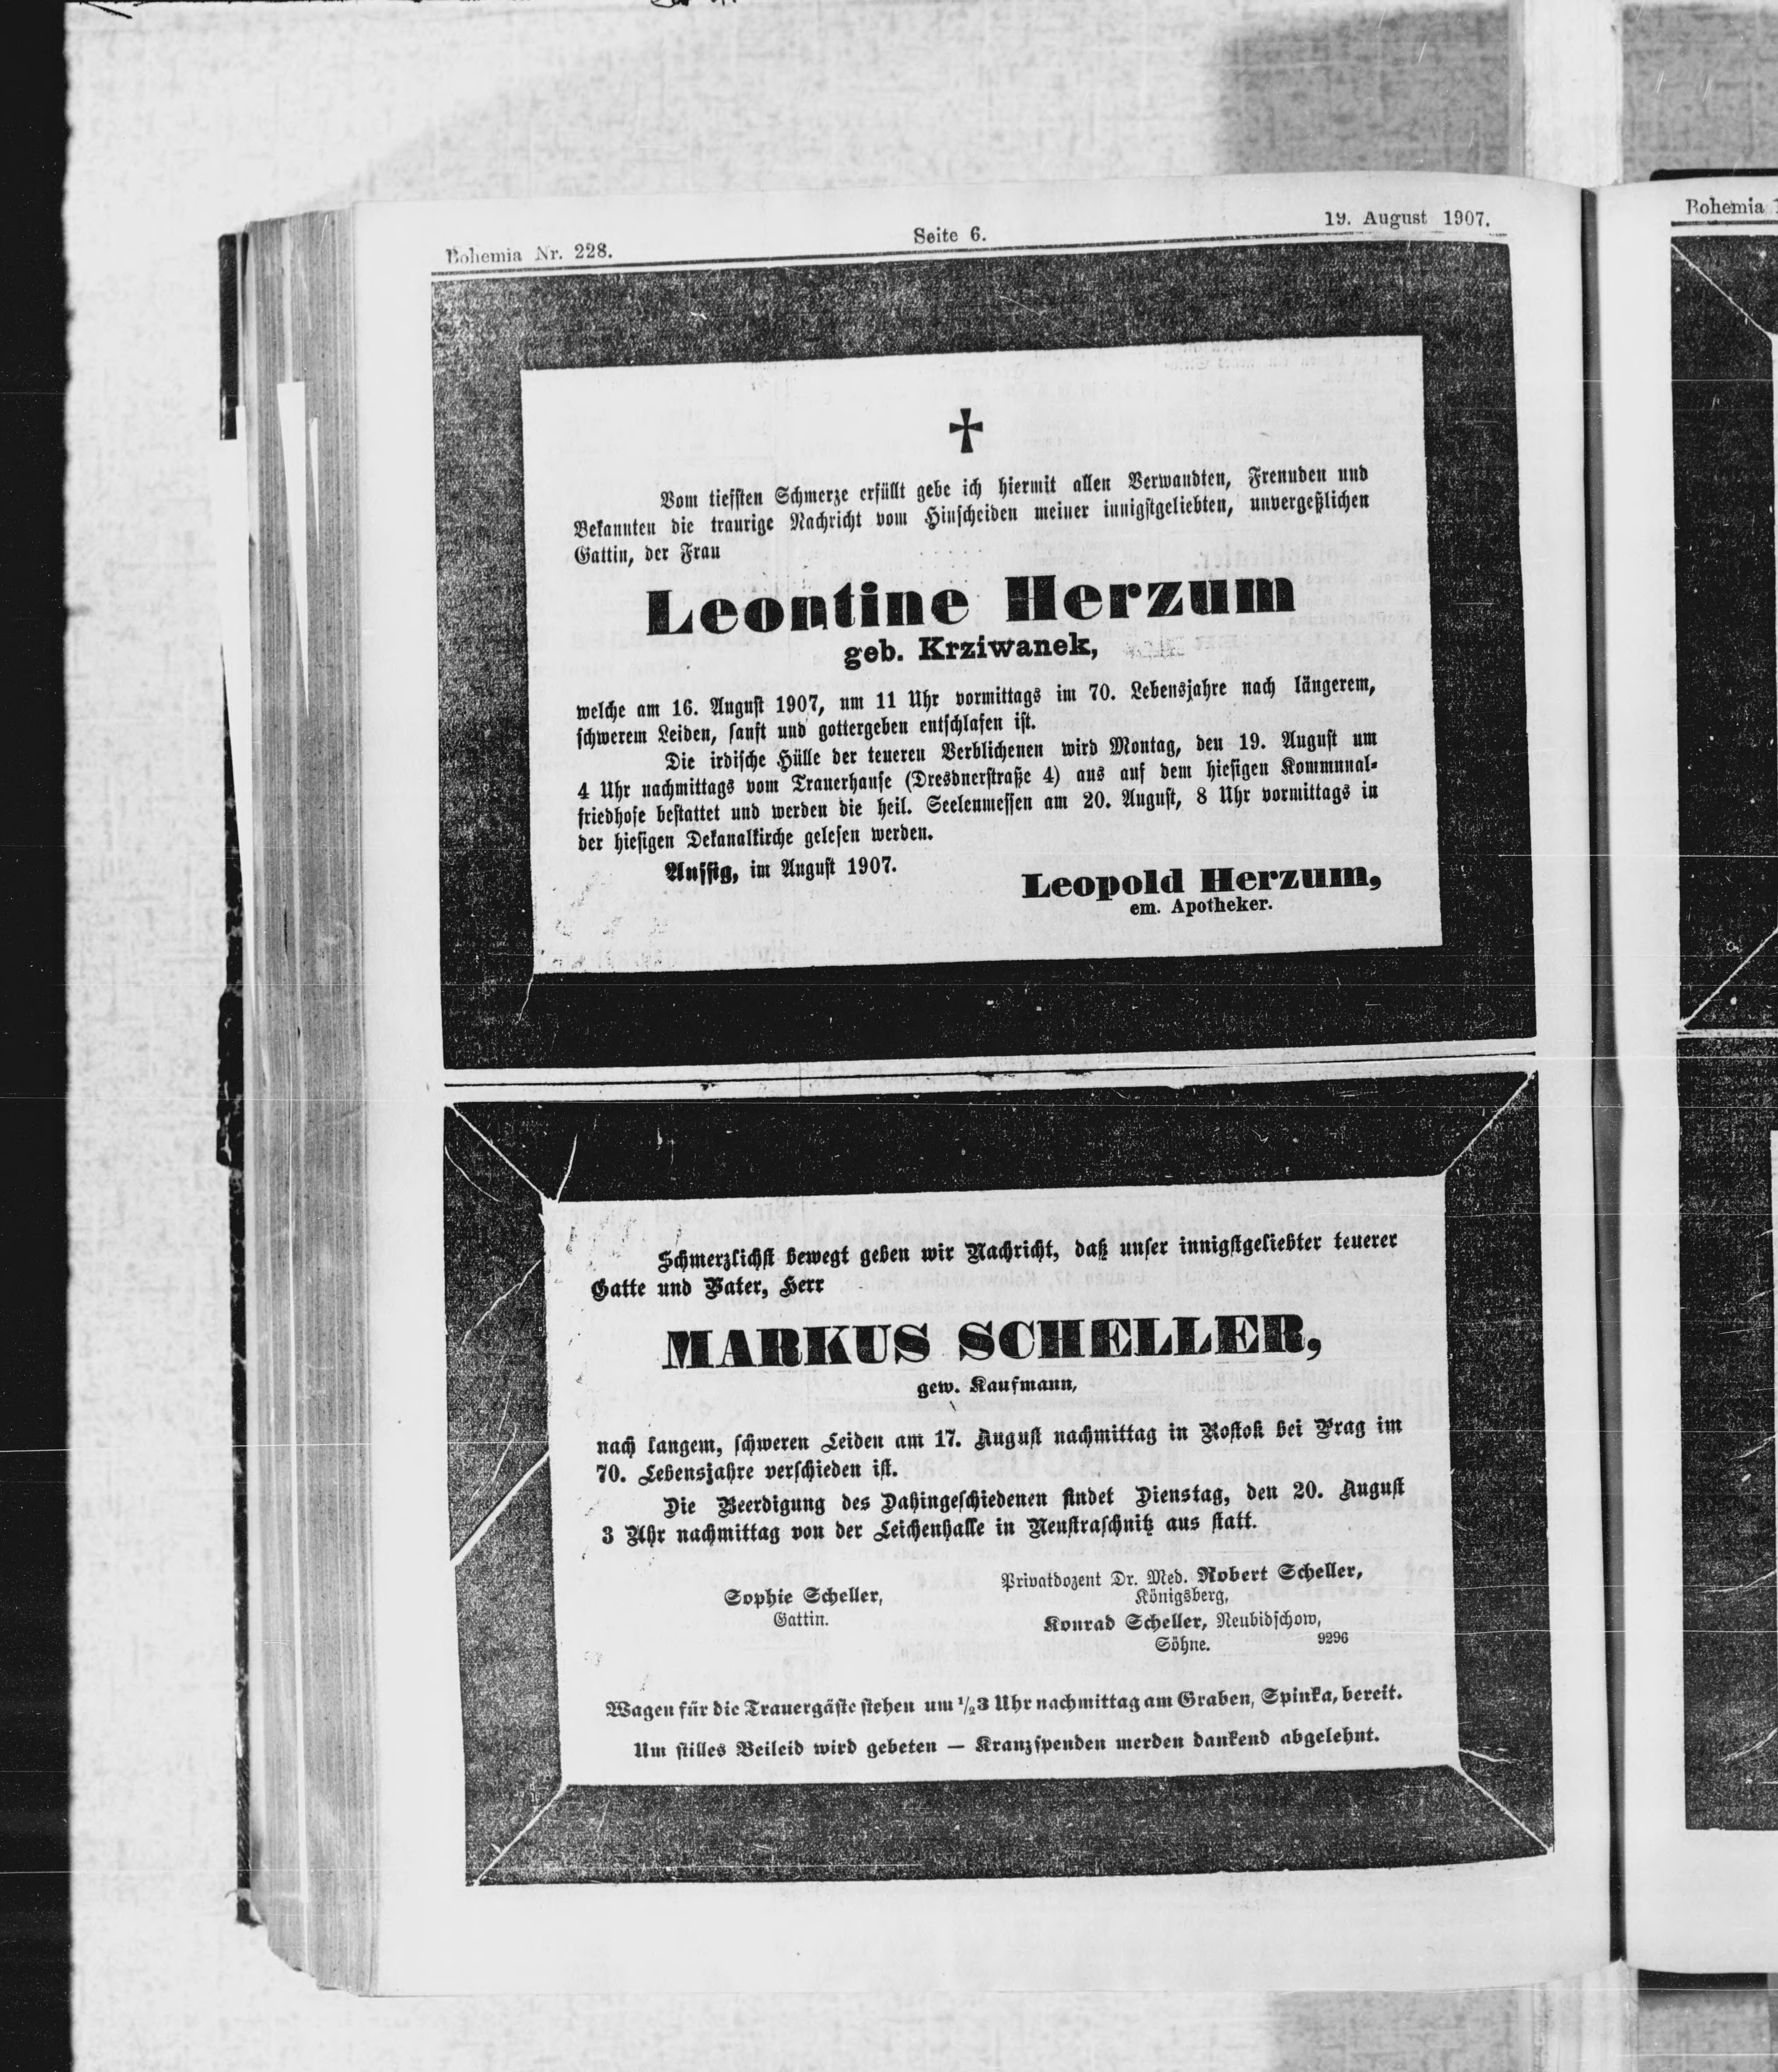 Bohemia Nr. 228.
Seite 6.
19. August 1907.
Vom tiefsten Schmerze erfüllt gebe ich hiermit allen Verwandten, Freunden und
Bekannten die traurige Nachricht vom Hinscheiden meiner innigstgeliebten, unvergeßlichen
Gattin, der Frau
Leontine Herzum
geb. Krziwanek,
welche am 16. August 1907, um 11 Uhr vormittags im 70. Lebensjahre nach längerem,
schwerem Leiden, sanft und gottergeben entschlafen ist.
Die irdische Hülle der teueren Verblichenen wird Montag, den 19. August um
4 Uhr nachmittags vom Trauerhause (Dresdnerstraße 4) aus auf dem hiesigen Kommunal-
friedhofe bestattet und werden die heil. Seelenmessen am 20. August, 8 Uhr vormittags in
der hiesigen Dekanalkirche gelesen werden.
Aussig, im August 1907.
Leopold Herzum,
em. Apotheker.
Schmerzlichst bewegt geben wir Nachricht, daß unser innigstgeliebter teuerer
Gatte und Vater, Herr
MARKUS SCHELLER,
gew. Kaufmann,
nach langem, schweren Leiden am 17. August nachmittag in Rostok bei Prag im
70. Lebensjahre verschieden ist.
Die Beerdigung des Dahingeschiedenen findet Dienstag, den 20. August
3 Uhr nachmittag von der Leichenhalle in Neustraschnitz aus statt.
Sophie Scheller,
Gattin.
Privatdozent Dr. Med. Robert Scheller,
Königsberg,
Konrad Scheller, Neubidschow,
Söhne.
9296
Wagen für die Trauergäste stehen um 1/2 3 Uhr nachmittag am Graben, Spinka, bereit.
Um stilles Beileid wird gebeten — Kranzspenden merden dankend abgelehnt.
Bohemia